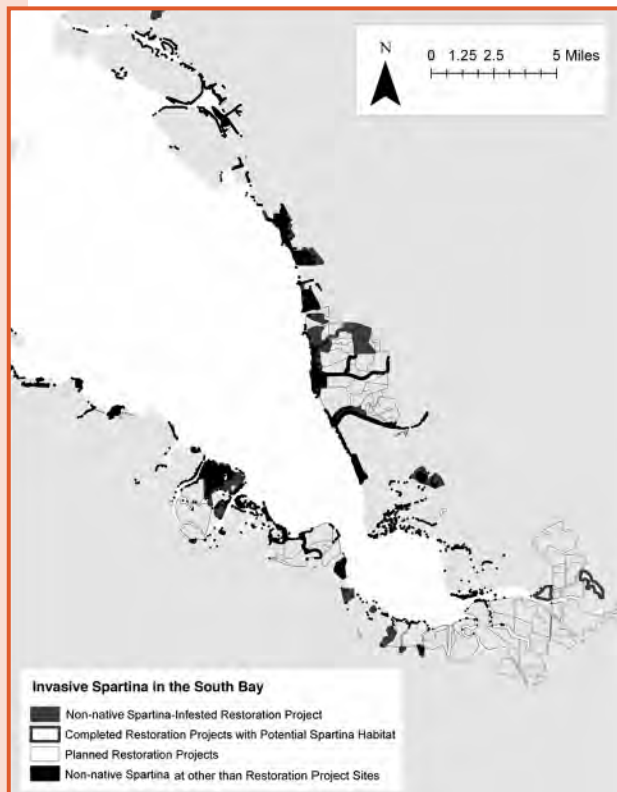 N
0 1.25 2.5 5 Miles
Invasive Spartina in the South Bay
Non-native Spartina-Infested Restoration Project
Completed Restoration Projects with Potential Spartina Habitat
Planned Restoration Projects
Non-native Spartina at other than Restoration Project Sites